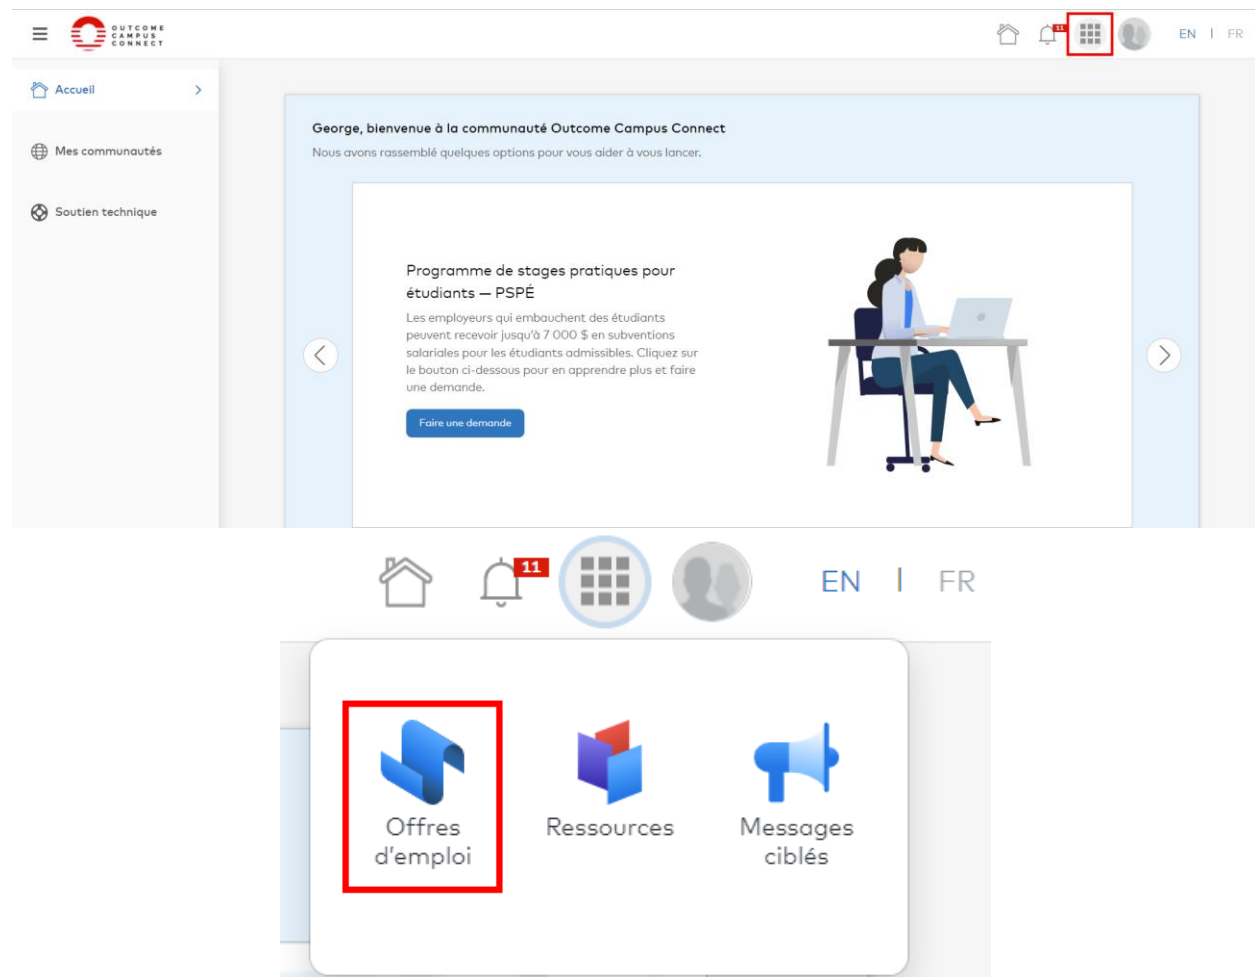 OUTCOME
CAMPUS
CONNECT
11
EN | FR
Accueil
Mes communautés
Soutien technique
George, bienvenue à la communauté Outcome Campus Connect
Nous avons rassemblé quelques options pour vous aider à vous lancer.
Programme de stages pratiques pour
étudiants — PSPÉ
Les employeurs qui embauchent des étudiants
peuvent recevoir jusqu'à 7 000 $ en subventions
salariales pour les étudiants admissibles. Cliquez sur
le bouton ci-dessous pour en apprendre plus et faire
une demande.
Faire une demande
11
EN | FR
Offres
d'emploi
Ressources
Messages
ciblés